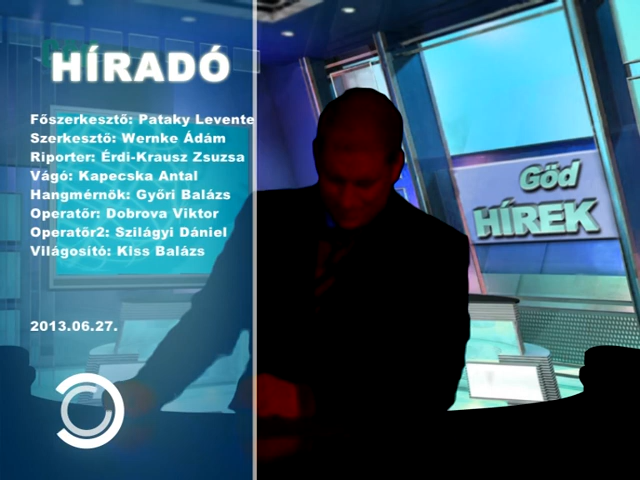 HÍRADÓ
Főszerkesztő: Pataky Levente
Szerkesztő: Wernke Ádám
Riporter: Érdi-Krausz Zsuzsa
Vágó: Kapecska Antal
Hangmérnök: Győri Balázs
Operatőr: Dobrova Viktor
Operatőr2: Szilágyi Dániel
Világosító: Kiss Balázs
2013.06.27.
Göd
HÍREK